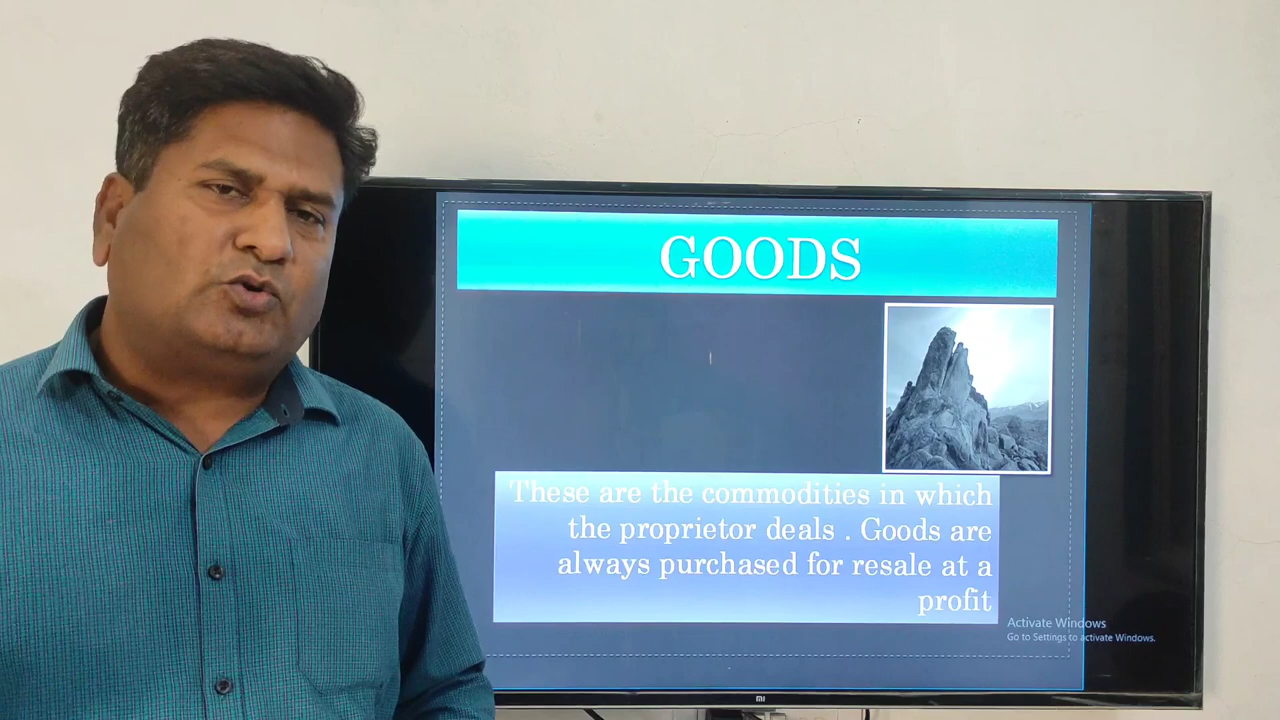 GOODS
These are the commodities in which
the proprietor deals . Goods are
always purchased for resale at a
profit
Activate Windows
Go to Settings to activate Windows.
mi